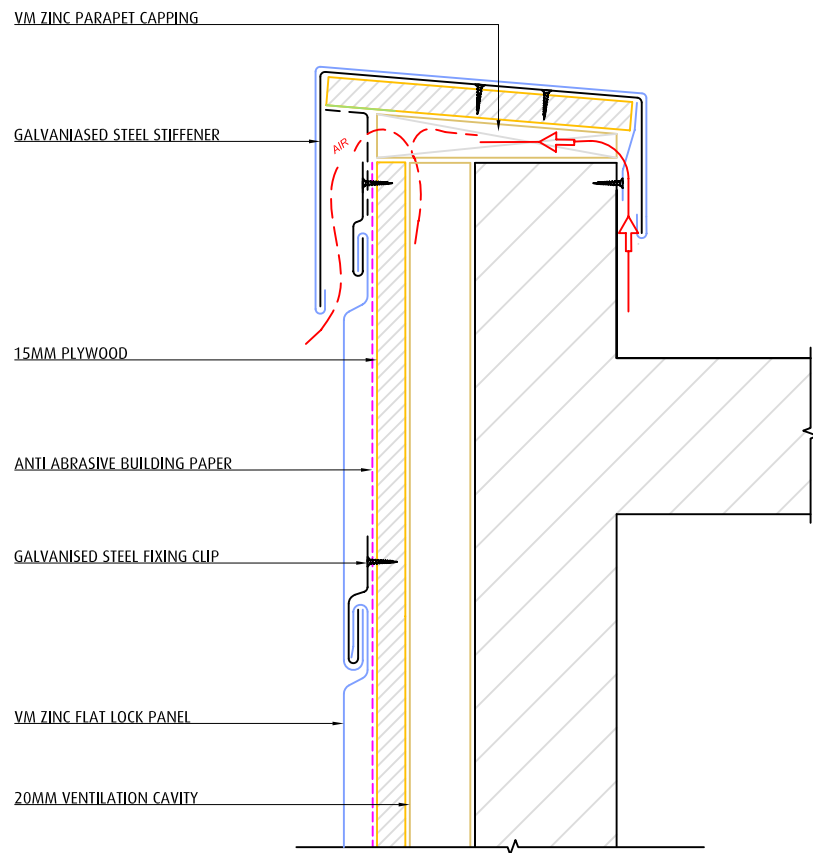 VM ZINC PARAPET CAPPING
GALVANIASED STEEL STIFFENER
AIR
15MM PLYWOOD
ANTI ABRASIVE BUILDING PAPER
GALVANISED STEEL FIXING CLIP
VM ZINC FLAT LOCK PANEL
20MM VENTILATION CAVITY